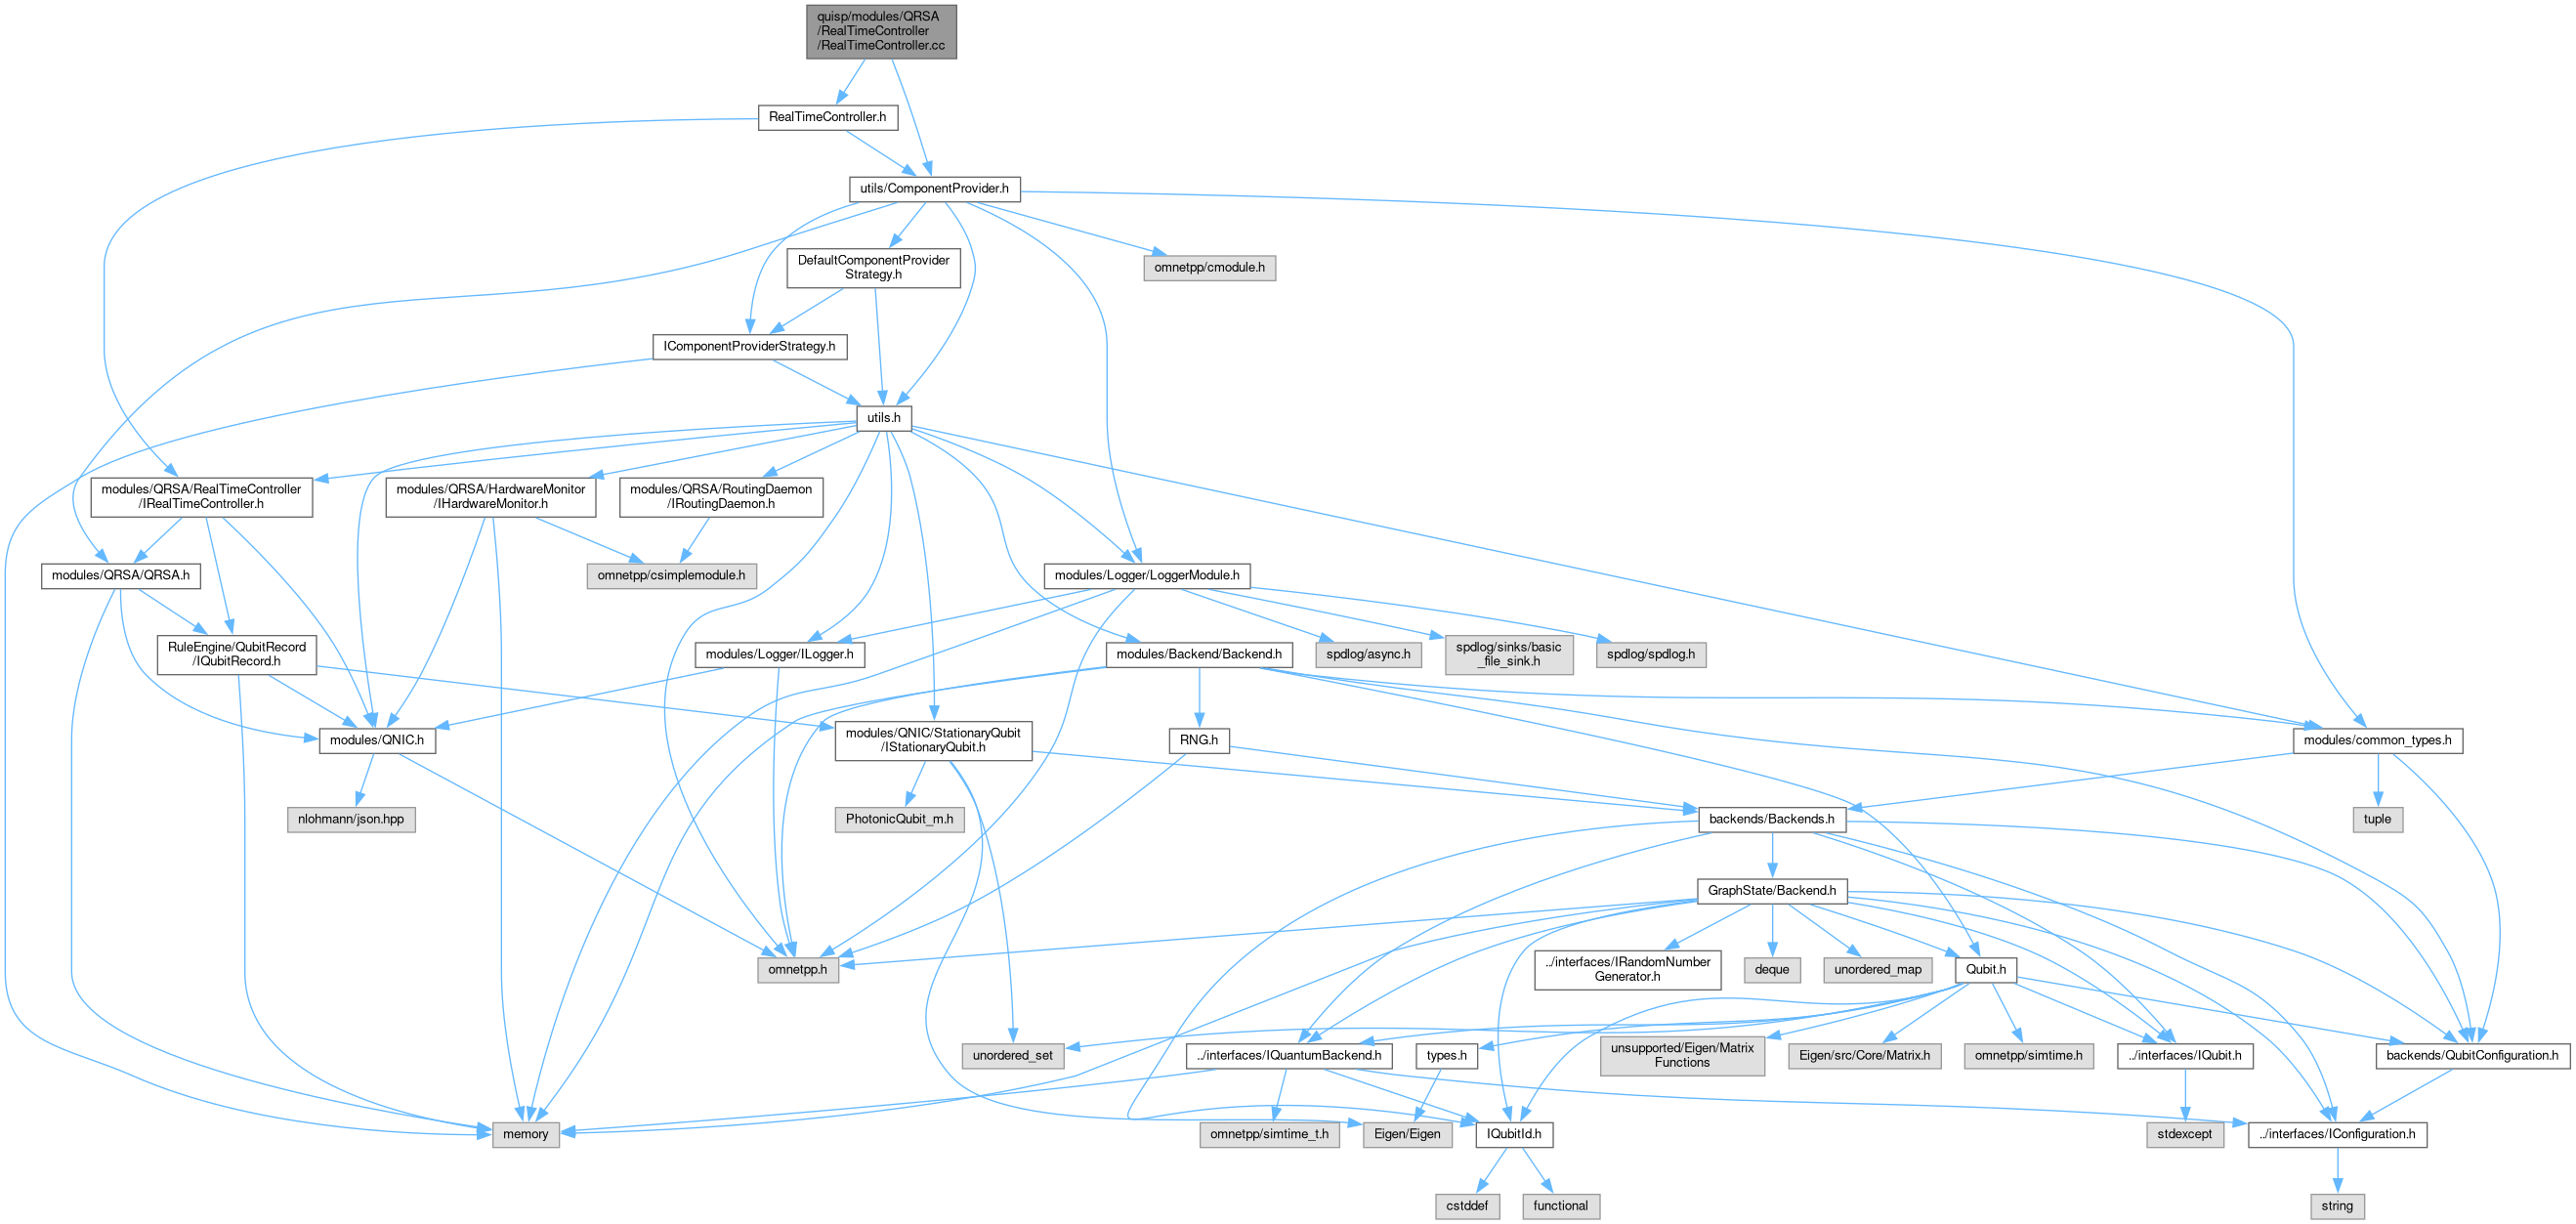 quisp/modules/QRSA
/RealTimeController
/RealTimeController.cc
RealTimeController.h
utils/ComponentProvider.h
DefaultComponentProvider
Strategy.h
omnetpp/cmodule.h
IComponentProviderStrategy.h
utils.h
modules/QRSA/RealTimeController
/IRealTimeController.h
modules/QRSA/HardwareMonitor
/IHardwareMonitor.h
modules/QRSA/RoutingDaemon
/IRoutingDaemon.h
modules/QRSA/QRSA.h
omnetpp/csimplemodule.h
modules/Logger/LoggerModule.h
RuleEngine/QubitRecord
/IQubitRecord.h
modules/Logger/ILogger.h
modules/Backend/Backend.h
spdlog/async.h
spdlog/sinks/basic
_file_sink.h
spdlog/spdlog.h
modules/QNIC.h
modules/QNIC/StationaryQubit
/IStationaryQubit.h
RNG.h
modules/common_types.h
nlohmann/json.hpp
PhotonicQubit_m.h
backends/Backends.h
tuple
GraphState/Backend.h
omnetpp.h
../interfaces/IRandomNumber
Generator.h
deque
unordered_map
Qubit.h
unordered_set
../interfaces/IQuantumBackend.h
types.h
unsupported/Eigen/Matrix
Functions
Eigen/src/Core/Matrix.h
omnetpp/simtime.h
../interfaces/IQubit.h
backends/QubitConfiguration.h
memory
omnetpp/simtime_t.h
Eigen/Eigen
IQubitId.h
stdexcept
../interfaces/IConfiguration.h
cstddef
functional
string